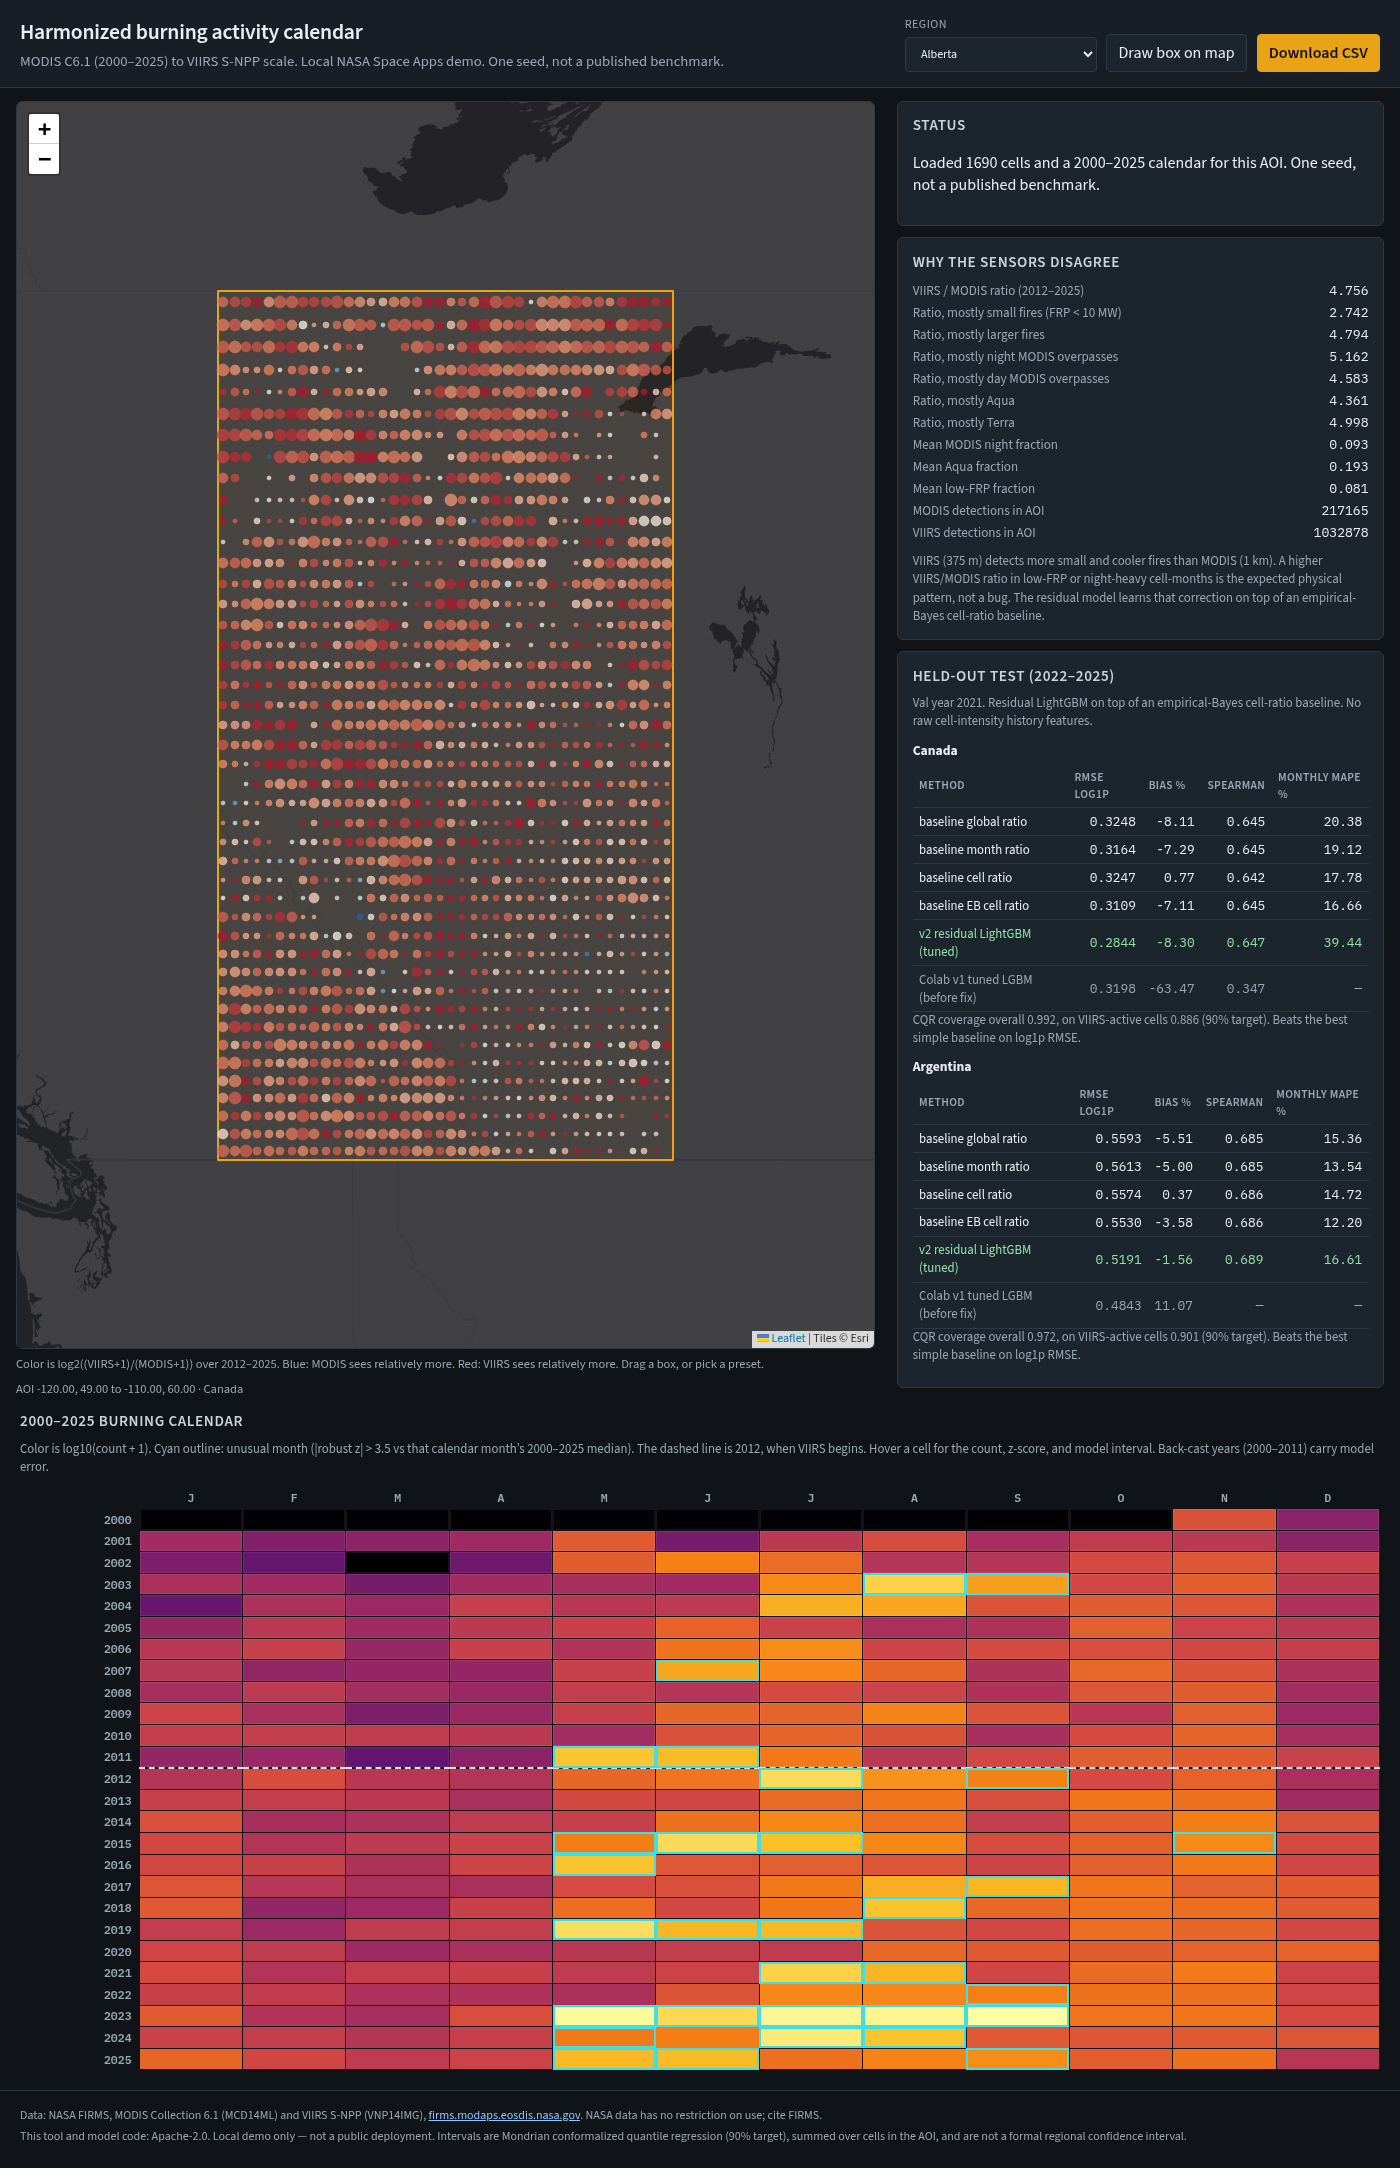 Harmonized burning activity calendar
MODIS C6.1 (2000–2025) to VIIRS S-NPP scale. Local NASA Space Apps demo. One seed, not a published benchmark.
REGION
Alberta
Draw box on map
Download CSV
+
−
Leaflet | Tiles © Esri
Color is log2((VIIRS+1)/(MODIS+1)) over 2012–2025. Blue: MODIS sees relatively more. Red: VIIRS sees relatively more. Drag a box, or pick a preset.
AOI -120.00, 49.00 to -110.00, 60.00 · Canada
STATUS
Loaded 1690 cells and a 2000–2025 calendar for this AOI. One seed,
not a published benchmark.
WHY THE SENSORS DISAGREE
VIIRS / MODIS ratio (2012–2025) 4.756
Ratio, mostly small fires (FRP < 10 MW) 2.742
Ratio, mostly larger fires 4.794
Ratio, mostly night MODIS overpasses 5.162
Ratio, mostly day MODIS overpasses 4.583
Ratio, mostly Aqua 4.361
Ratio, mostly Terra 4.998
Mean MODIS night fraction 0.093
Mean Aqua fraction 0.193
Mean low-FRP fraction 0.081
MODIS detections in AOI 217165
VIIRS detections in AOI 1032878
VIIRS (375 m) detects more small and cooler fires than MODIS (1 km). A higher
VIIRS/MODIS ratio in low-FRP or night-heavy cell-months is the expected physical
pattern, not a bug. The residual model learns that correction on top of an empirical-
Bayes cell-ratio baseline.
HELD-OUT TEST (2022–2025)
Val year 2021. Residual LightGBM on top of an empirical-Bayes cell-ratio baseline. No
raw cell-intensity history features.
Canada
METHOD RMSE LOG1P BIAS % SPEARMAN MONTHLY MAPE %
baseline global ratio 0.3248 -8.11 0.645 20.38
baseline month ratio 0.3164 -7.29 0.645 19.12
baseline cell ratio 0.3247 0.77 0.642 17.78
baseline EB cell ratio 0.3109 -7.11 0.645 16.66
v2 residual LightGBM (tuned) 0.2844 -8.30 0.647 39.44
Colab v1 tuned LGBM (before fix) 0.3198 -63.47 0.347 —
CQR coverage overall 0.992, on VIIRS-active cells 0.886 (90% target). Beats the best
simple baseline on log1p RMSE.
Argentina
METHOD RMSE LOG1P BIAS % SPEARMAN MONTHLY MAPE %
baseline global ratio 0.5593 -5.51 0.685 15.36
baseline month ratio 0.5613 -5.00 0.685 13.54
baseline cell ratio 0.5574 0.37 0.686 14.72
baseline EB cell ratio 0.5530 -3.58 0.686 12.20
v2 residual LightGBM (tuned) 0.5191 -1.56 0.689 16.61
Colab v1 tuned LGBM (before fix) 0.4843 11.07 — —
CQR coverage overall 0.972, on VIIRS-active cells 0.901 (90% target). Beats the best
simple baseline on log1p RMSE.
2000–2025 BURNING CALENDAR
Color is log10(count + 1). Cyan outline: unusual month (|robust z| > 3.5 vs that calendar month's 2000–2025 median). The dashed line is 2012, when VIIRS begins. Hover a cell for the count, z-score, and model interval. Back-cast years (2000–2011) carry model
error.
J F M A M J J A S O N D
2000
2001
2002
2003
2004
2005
2006
2007
2008
2009
2010
2011
2012
2013
2014
2015
2016
2017
2018
2019
2020
2021
2022
2023
2024
2025
Data: NASA FIRMS, MODIS Collection 6.1 (MCD14ML) and VIIRS S-NPP (VNP14IMG), firms.modaps.eosdis.nasa.gov. NASA data has no restriction on use; cite FIRMS.
This tool and model code: Apache-2.0. Local demo only — not a public deployment. Intervals are Mondrian conformalized quantile regression (90% target), summed over cells in the AOI, and are not a formal regional confidence interval.